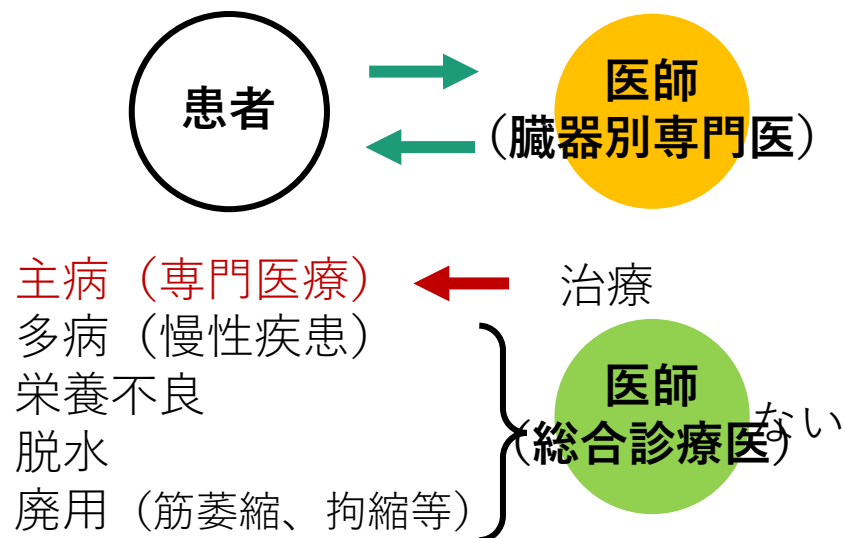 患者
医師
（臓器別専門医）
主病（専門医療）
治療
多病（慢性疾患）
栄養不良
脱水
廃用（筋萎縮、拘縮等）
医師
（総合診療医）
ない